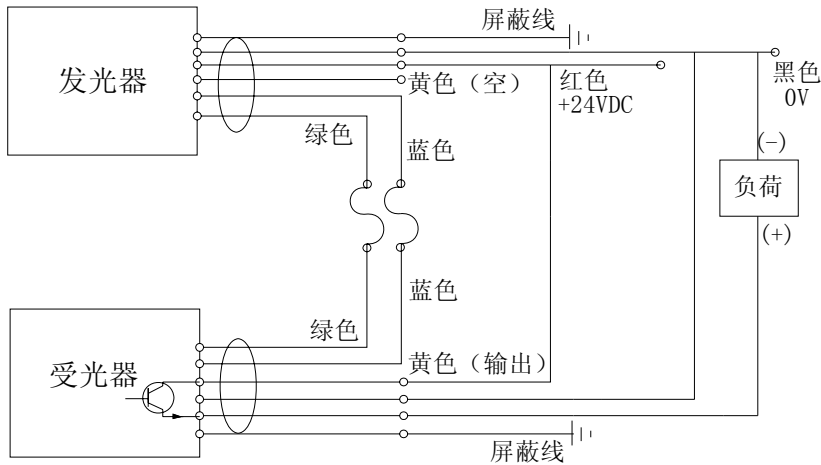 屏蔽线
发光器
黄色（空）
红色
+24VDC
黑色
0V
绿色
蓝色
(-)
负荷
(+)
蓝色
绿色
受光器
黄色（输出）
屏蔽线